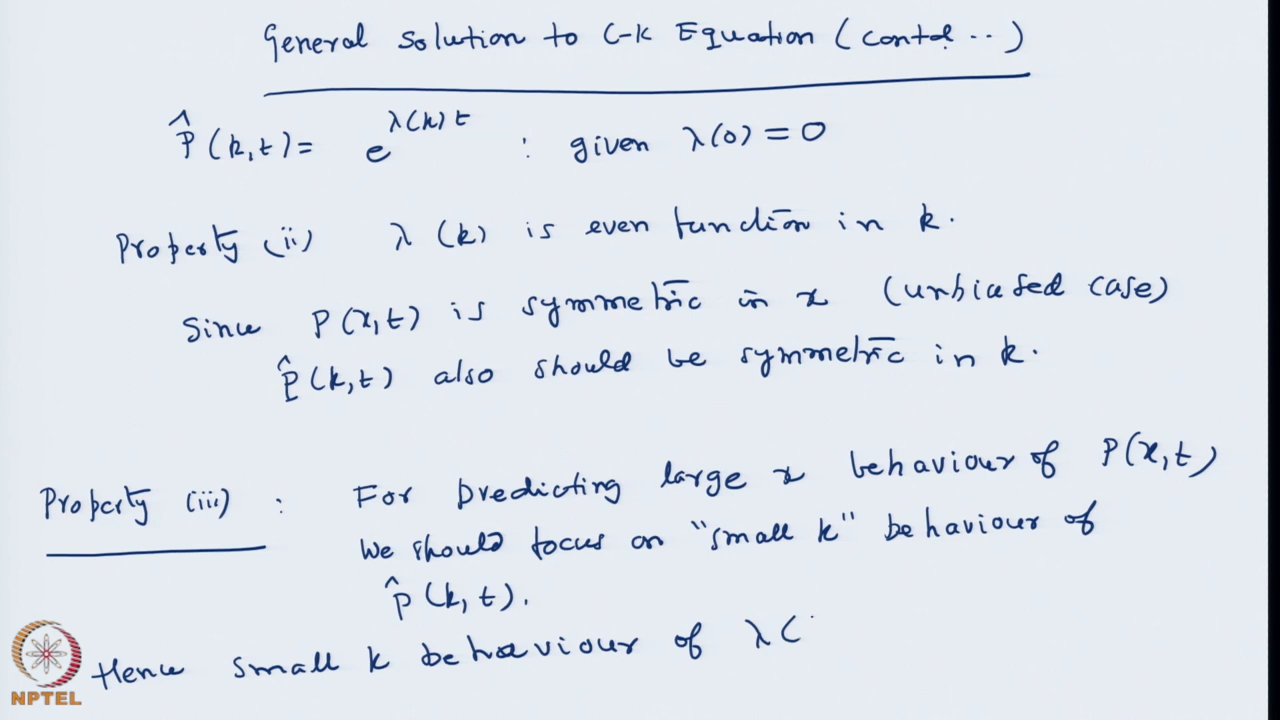 General solution to C-K Equation (contd..)
P̂(k,t) = e^{λ(k)t} : given λ(0) = 0
Property (ii) λ(k) is even function in k.
Since P(x,t) is symmetric in x (unbiased case)
P̂(k,t) also should be symmetric in k.
Property (iii) : For predicting large x behaviour of P(x,t)
We should focus on "small k" behaviour of
p̂(k,t).
Hence small k behaviour of λ(
NPTEL